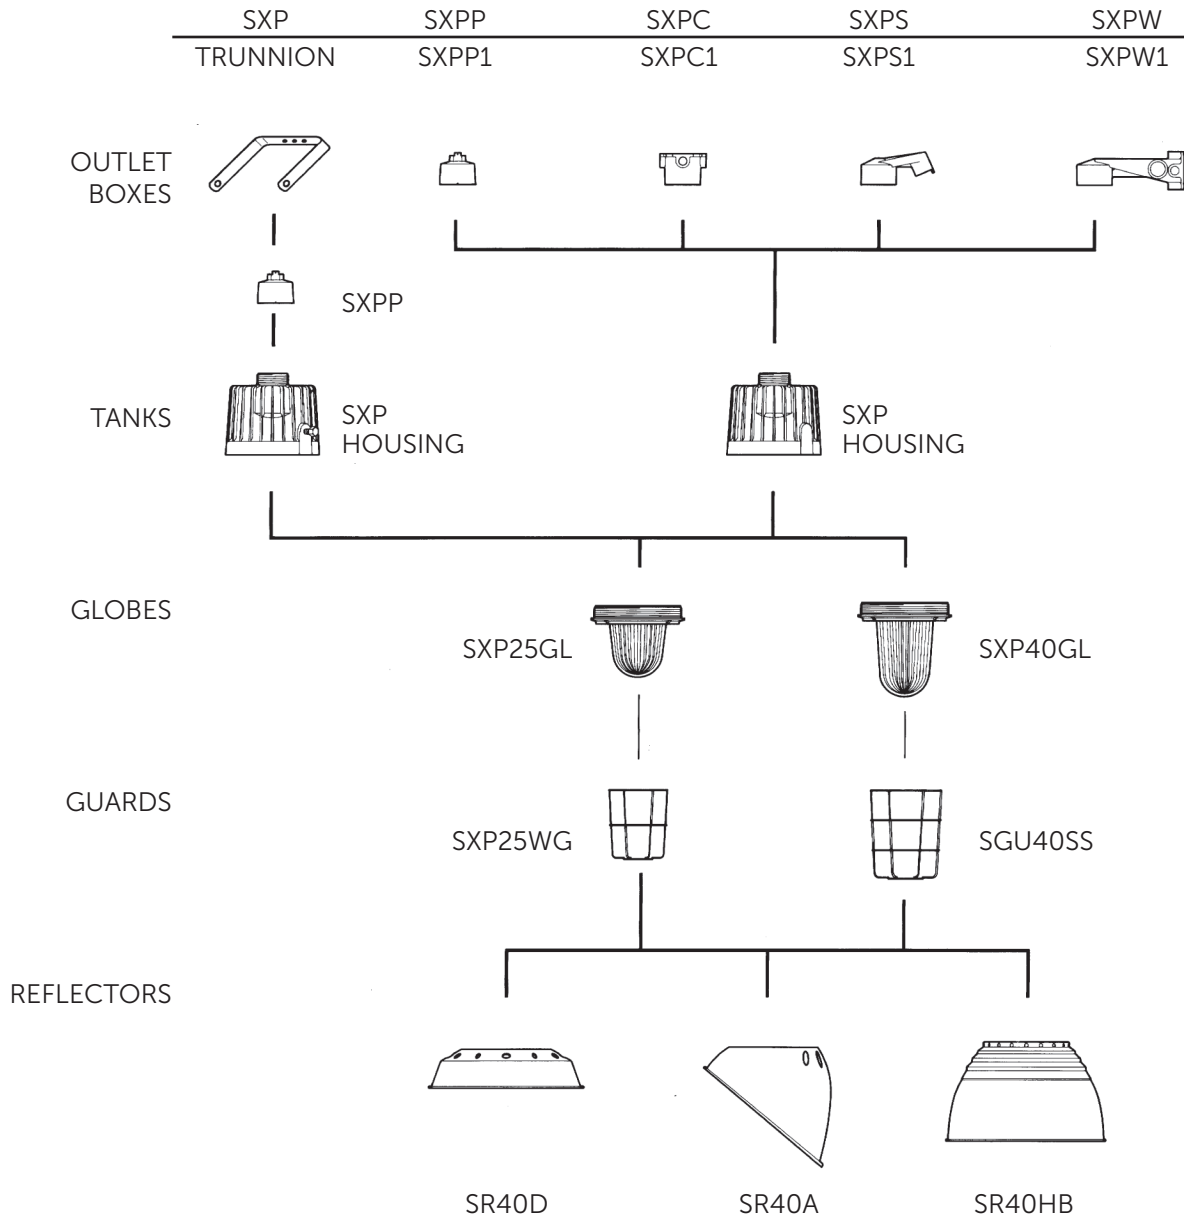 SXP SXPP SXPC SXPS SXPW
TRUNNION SXPP1 SXPC1 SXPS1 SXPW1
OUTLET
BOXES
SXPP
TANKS
SXP
HOUSING
SXP
HOUSING
GLOBES
SXP25GL
SXP40GL
GUARDS
SXP25WG
SGU40SS
REFLECTORS
SR40D SR40A SR40HB